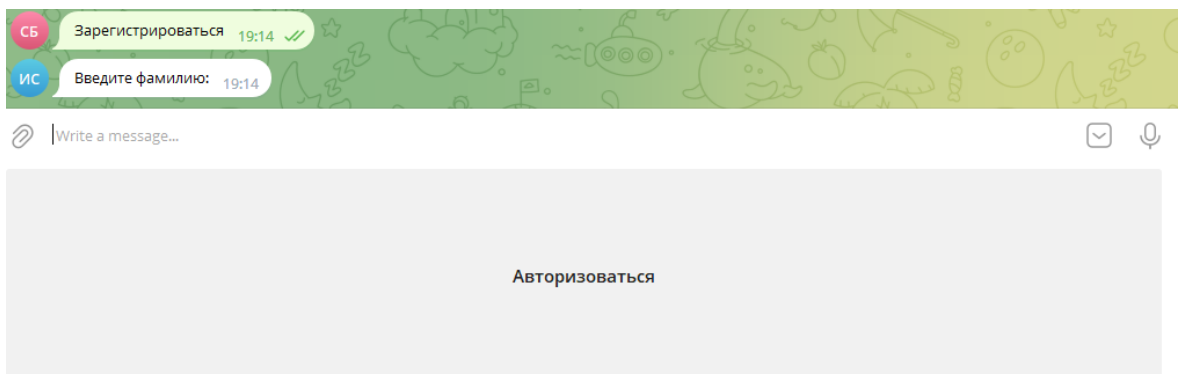 СБ
Зарегистрироваться 19:14
ИС
Введите фамилию: 19:14
Write a message...
Авторизоваться